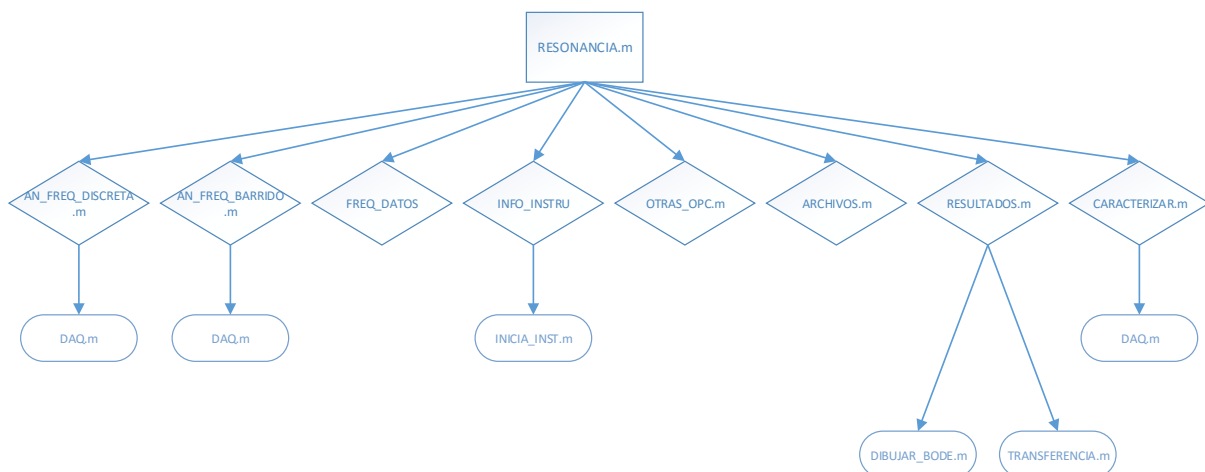 RESONANCIA.m
AN_FREQ_DISCRETA
.m
AN_FREQ_BARRIDO
.m
FREQ_DATOS
INFO_INSTRU
OTRAS_OPC.m
ARCHIVOS.m
RESULTADOS.m
CARACTERIZAR.m
DAQ.m
DAQ.m
INICIA_INST.m
DAQ.m
DIBUJAR_BODE.m
TRANSFERENCIA.m